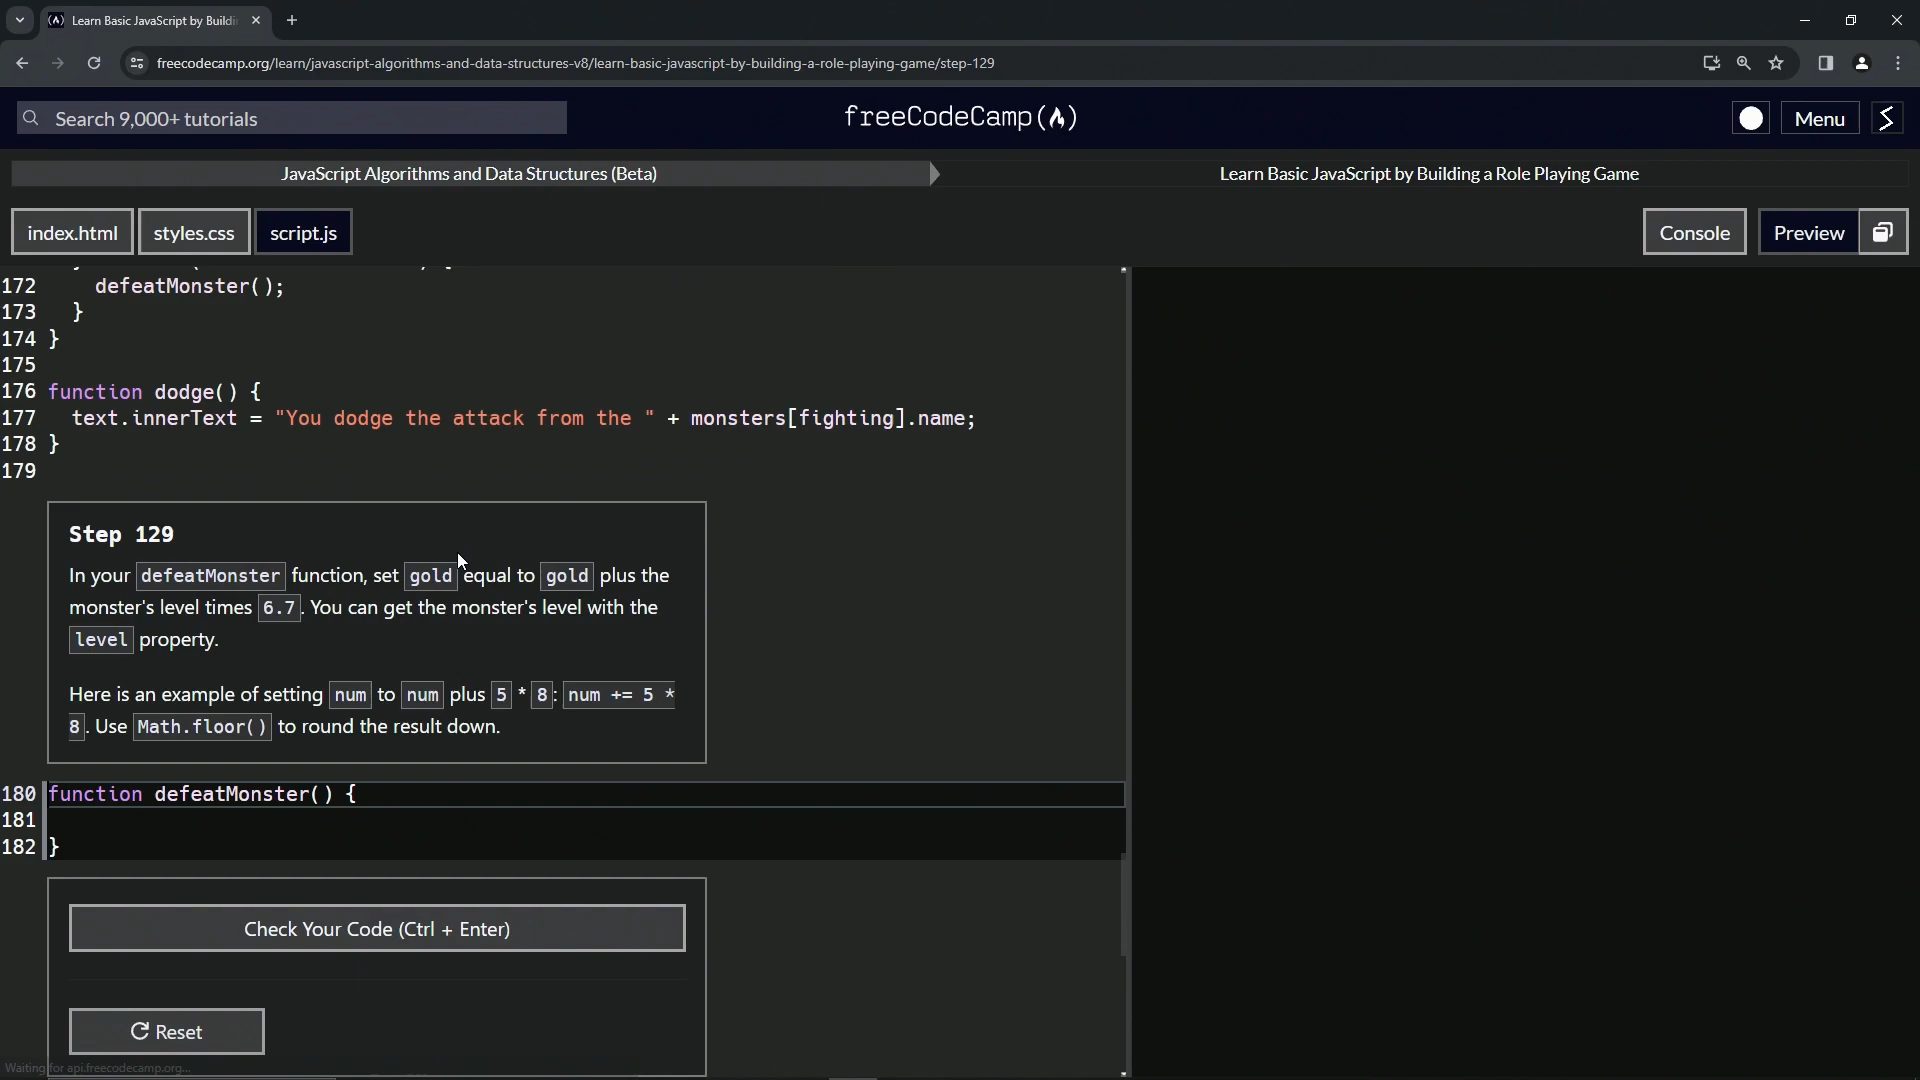 Learn Basic JavaScript by Buildi
freecodecamp.org/learn/javascript-algorithms-and-data-structures-v8/learn-basic-javascript-by-building-a-role-playing-game/step-129
Search 9,000+ tutorials
freeCodeCamp
Menu
JavaScript Algorithms and Data Structures (Beta)
Learn Basic JavaScript by Building a Role Playing Game
index.html
styles.css
script.js
Console
Preview
172 defeatMonster();
173 }
174 }
175
176 function dodge() {
177 text.innerText = "You dodge the attack from the " + monsters[fighting].name;
178 }
179
Step 129
In your defeatMonster function, set gold equal to gold plus the
monster's level times 6.7. You can get the monster's level with the
level property.
Here is an example of setting num to num plus 5 * 8: num += 5 *
8. Use Math.floor() to round the result down.
180 function defeatMonster() {
181
182 }
Check Your Code (Ctrl + Enter)
Reset
Waiting for api.freecodecamp.org...